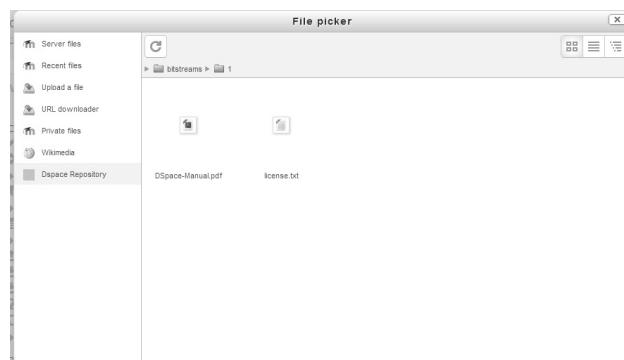 File picker
Server files
Recent files
Upload a file
URL downloader
Private files
Wikimedia
Dspace Repository
bitstreams 1
DSpace-Manual.pdf license.txt